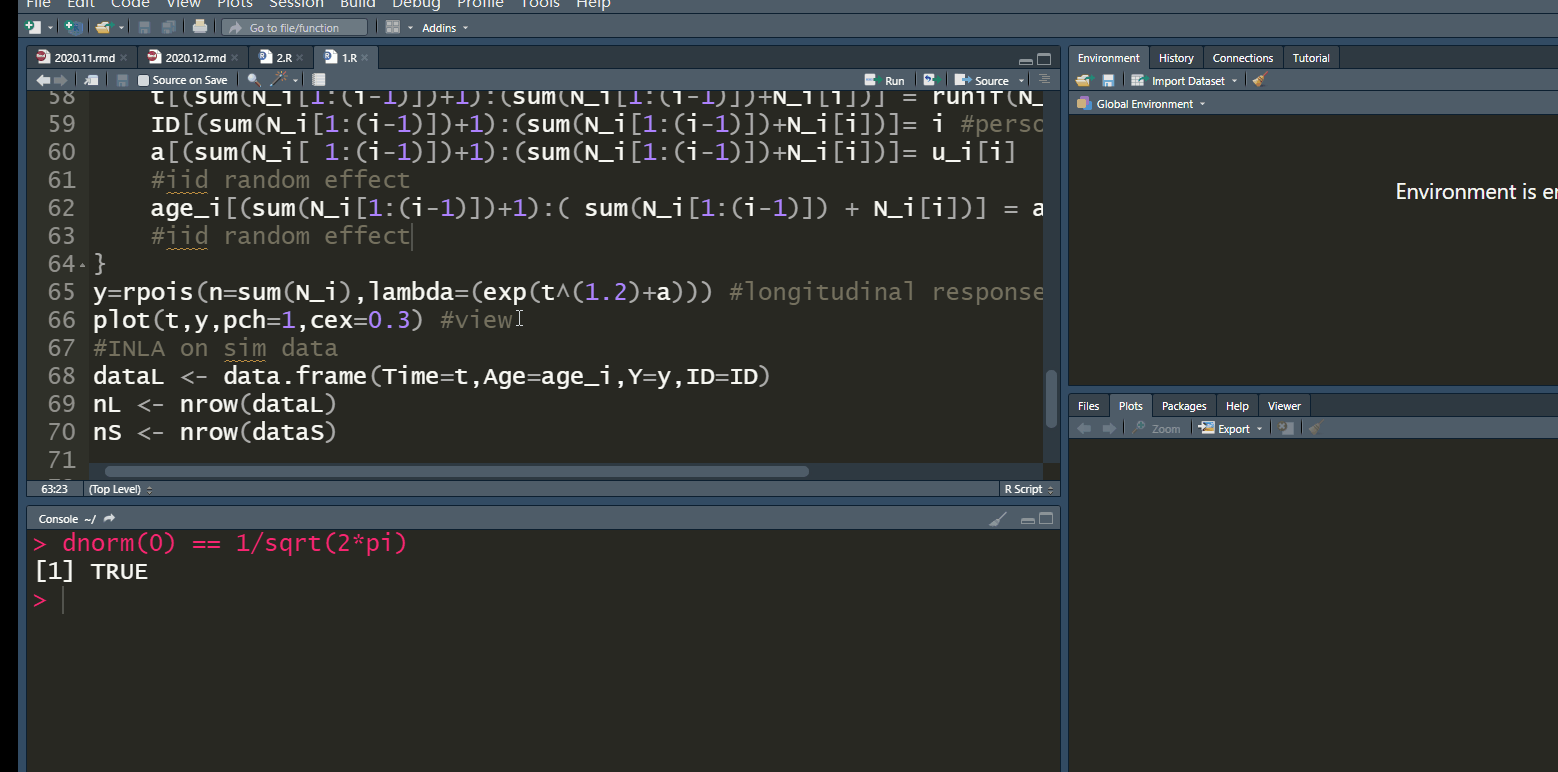 File Edit Code View Plots Session Build Debug Profile Tools Help
Go to file/function Addins
2020.11.rmd 2020.12.rmd 2.R 1.R
Source on Save Run Source
58 t[(sum(N_i[1:(i-1)])+1):(sum(N_i[1:(i-1)])+N_i[i])] = runif(N_
59 ID[(sum(N_i[1:(i-1)])+1):(sum(N_i[1:(i-1)])+N_i[i])]= i #perso
60 a[(sum(N_i[ 1:(i-1)])+1):(sum(N_i[1:(i-1)])+N_i[i])]= u_i[i]
61 #iid random effect
62 age_i[(sum(N_i[1:(i-1)])+1):( sum(N_i[1:(i-1)]) + N_i[i])] = a
63 #iid random effect
64 }
65 y=rpois(n=sum(N_i),lambda=(exp(t^(1.2)+a))) #longitudinal response
66 plot(t,y,pch=1,cex=0.3) #view
67 #INLA on sim data
68 dataL <- data.frame(Time=t,Age=age_i,Y=y,ID=ID)
69 nL <- nrow(dataL)
70 nS <- nrow(dataS)
71
63:23 (Top Level) R Script
Console ~/
> dnorm(0) == 1/sqrt(2*pi)
[1] TRUE
>
Environment History Connections Tutorial
Import Dataset
Global Environment
Environment is
Files Plots Packages Help Viewer
Zoom Export